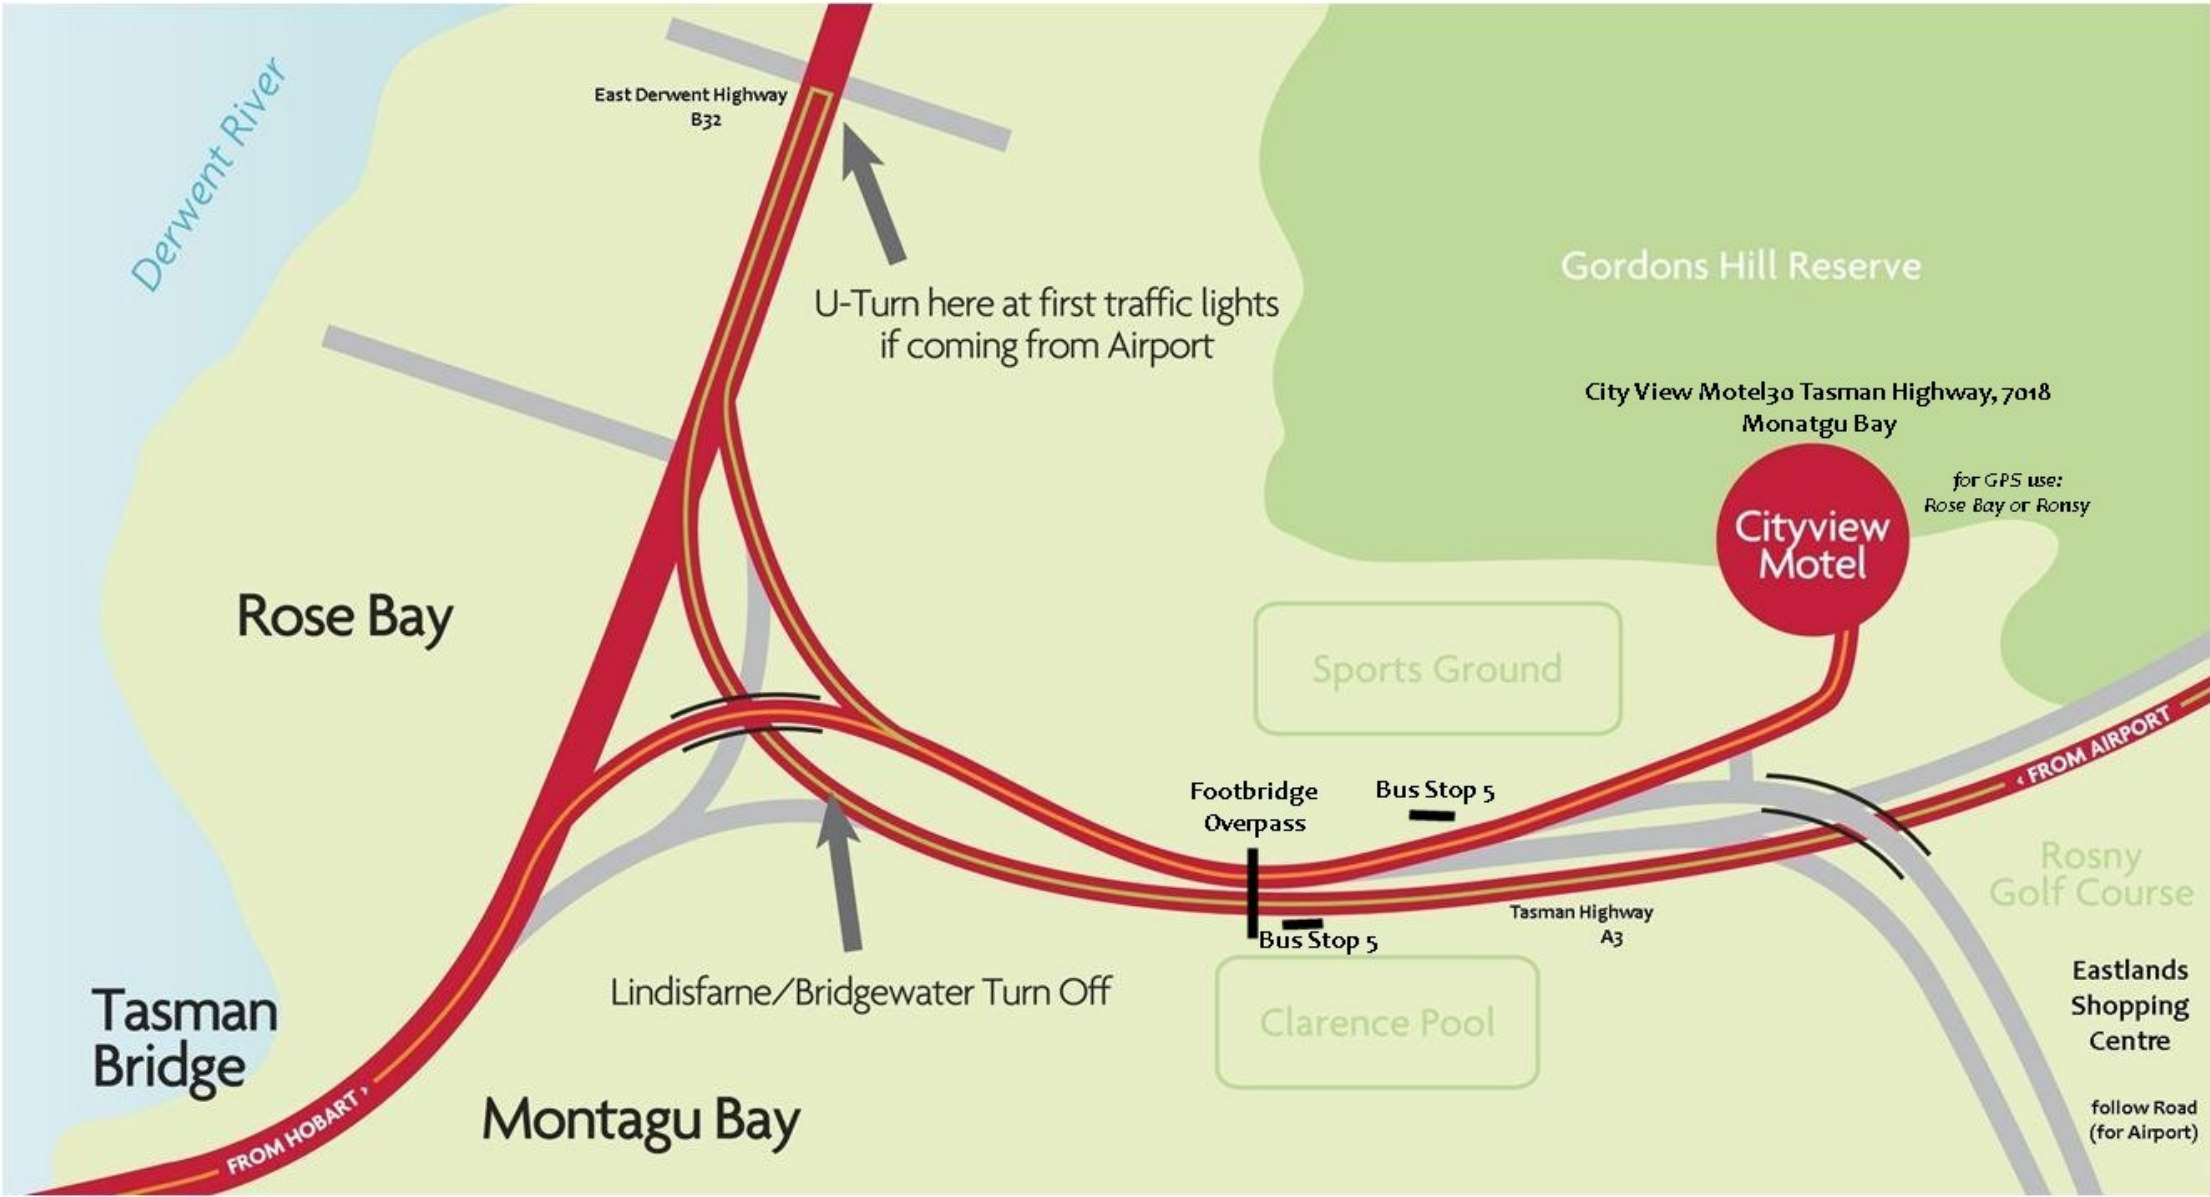 Derwent River
East Derwent Highway
B32
U-Turn here at first traffic lights
if coming from Airport
Gordons Hill Reserve
City View Motel30 Tasman Highway, 7018
Monatgu Bay
for GPS use:
Rose Bay or Ronsy
Cityview
Motel
Rose Bay
Sports Ground
‹ FROM AIRPORT
Footbridge
Overpass
Bus Stop 5
Rosny
Golf Course
Tasman Highway
A3
Bus Stop 5
Lindisfarne/Bridgewater Turn Off
Eastlands
Shopping
Centre
Tasman
Bridge
Clarence Pool
FROM HOBART ›
Montagu Bay
follow Road
(for Airport)